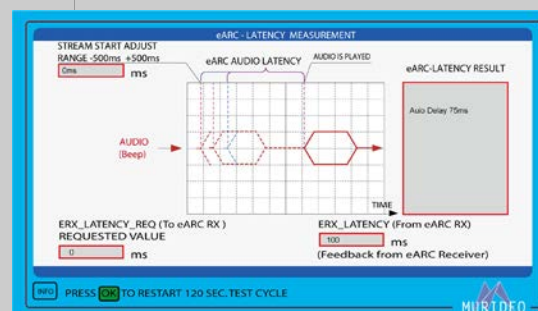 eARC - LATENCY MEASUREMENT
STREAM START ADJUST
RANGE -500ms +500ms
0ms ms
eARC AUDIO LATENCY
AUDIO IS PLAYED
eARC-LATENCY RESULT
Auto Delay 75ms
AUDIO
(Beep)
TIME
ERX_LATENCY_REQ (To eARC RX )
REQUESTED VALUE
0 ms
ERX_LATENCY (From eARC RX)
100 ms
(Feedback from eARC Receiver)
INFO PRESS OK TO RESTART 120 SEC. TEST CYCLE
MURIDEO